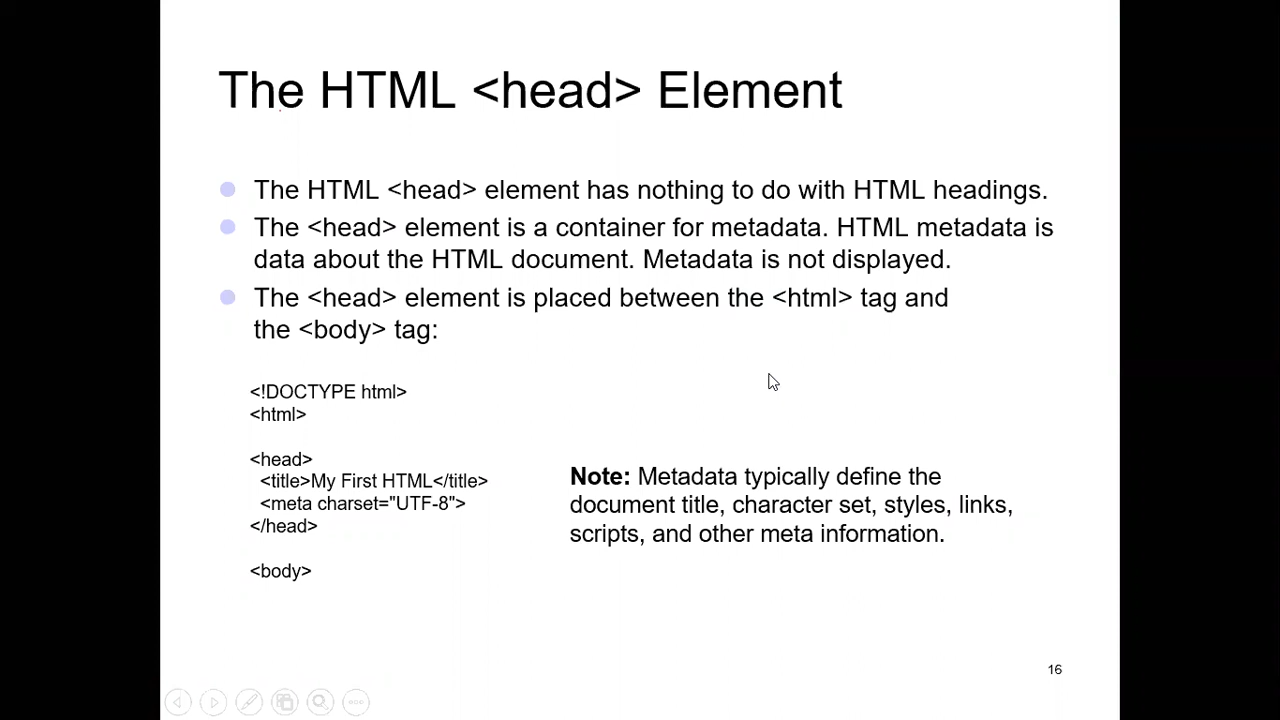 The HTML <head> Element
The HTML <head> element has nothing to do with HTML headings.
The <head> element is a container for metadata. HTML metadata is
data about the HTML document. Metadata is not displayed.
The <head> element is placed between the <html> tag and
the <body> tag:
<!DOCTYPE html>
<html>
<head>
<title>My First HTML</title>
<meta charset="UTF-8">
</head>
<body>
Note: Metadata typically define the
document title, character set, styles, links,
scripts, and other meta information.
16